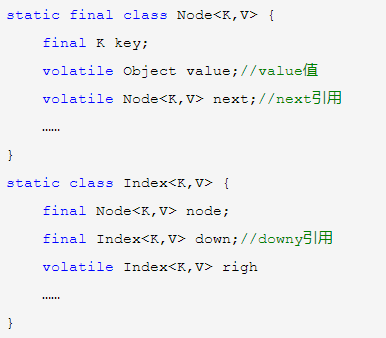 static final class Node<K,V> {
final K key;
volatile Object value;//value值
volatile Node<K,V> next;//next引用
……
}
static class Index<K,V> {
final Node<K,V> node;
final Index<K,V> down;//downy引用
volatile Index<K,V> righ
……
}